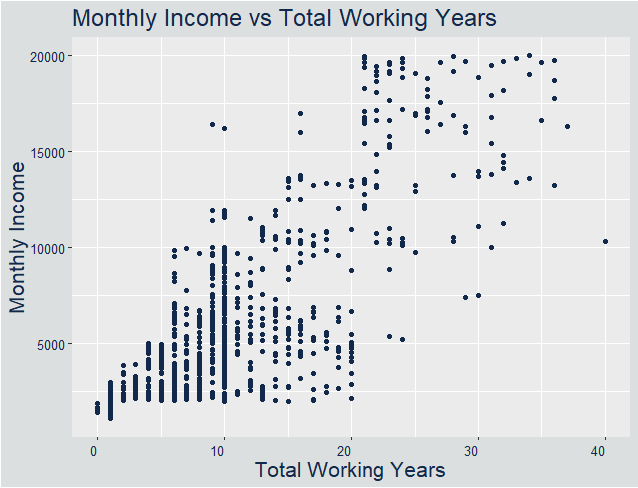 Monthly Income vs Total Working Years
20000
15000
10000
5000
Monthly Income
0 10 20 30 40
Total Working Years